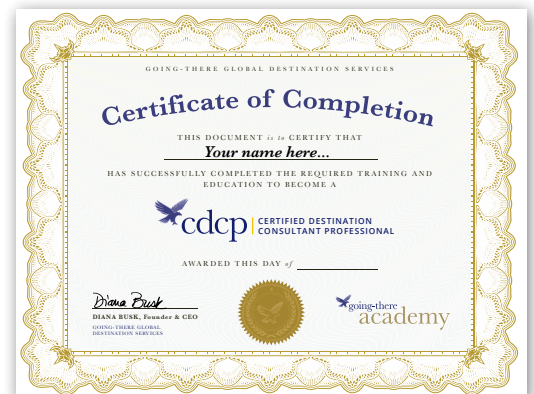 GOING-THERE GLOBAL DESTINATION SERVICES
Certificate of Completion
THIS DOCUMENT is to CERTIFY THAT
Your name here...
HAS SUCCESSFULLY COMPLETED THE REQUIRED TRAINING AND
EDUCATION TO BECOME A
cdcp CERTIFIED DESTINATION
CONSULTANT PROFESSIONAL
AWARDED THIS DAY of
Diana Busk
DIANA BUSK, Founder & CEO
GOING-THERE GLOBAL
DESTINATION SERVICES
going-there
academy